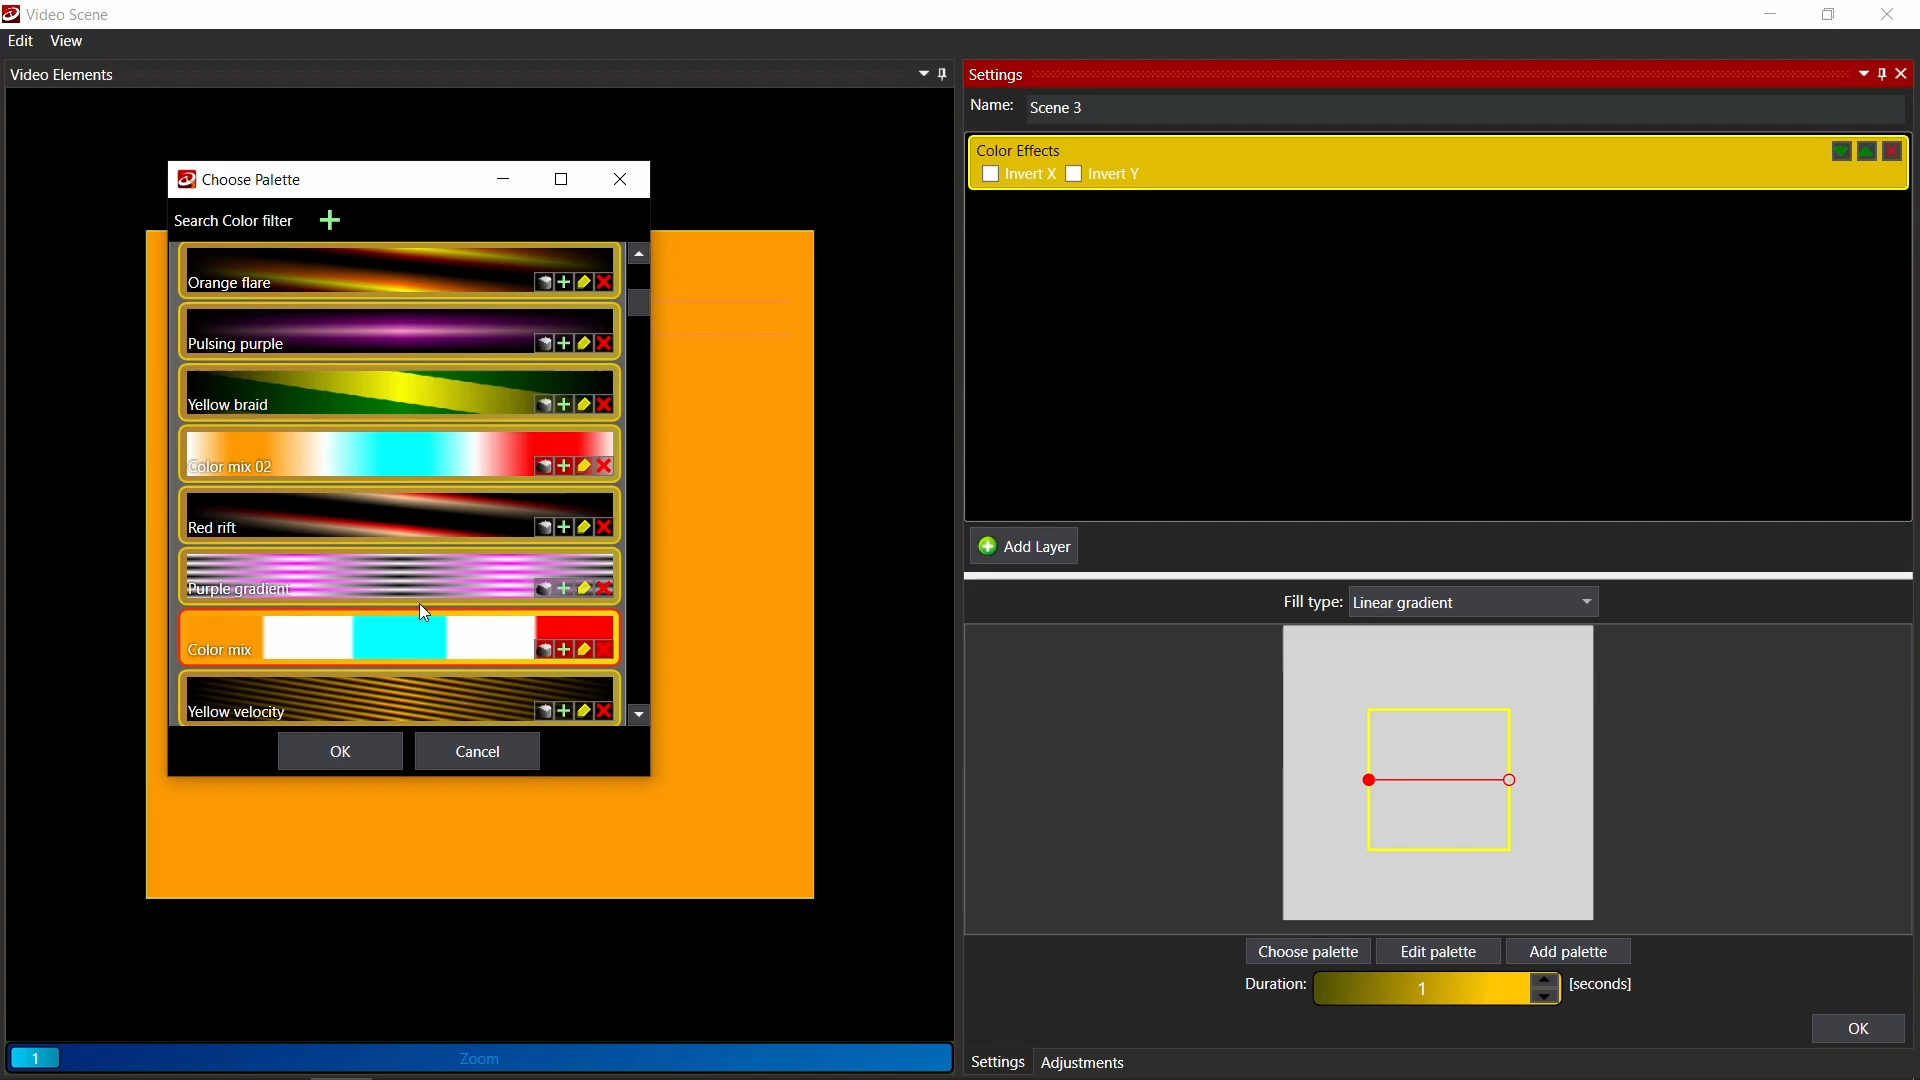 Video Scene
Edit View
Video Elements
Settings
Name: Scene 3
Color Effects
Invert X Invert Y
Choose Palette
Search Color filter
Orange flare
Pulsing purple
Yellow braid
Color mix 02
Red rift
Purple gradient
Color mix
Yellow velocity
OK Cancel
Add Layer
Fill type: Linear gradient
Choose palette Edit palette Add palette
Duration: 1 [seconds]
OK
1 Zoom
Settings Adjustments